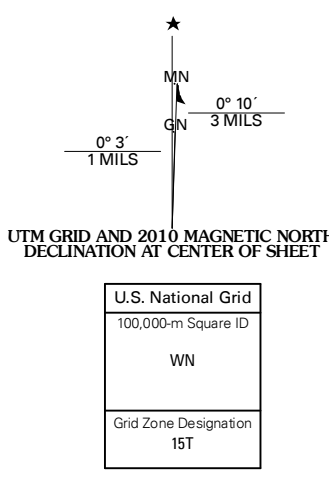 MN
0° 10´
3 MILS
GN
0° 3´
1 MILS
UTM GRID AND 2010 MAGNETIC NORTH
DECLINATION AT CENTER OF SHEET
U.S. National Grid
100,000-m Square ID
WN
Grid Zone Designation
15T